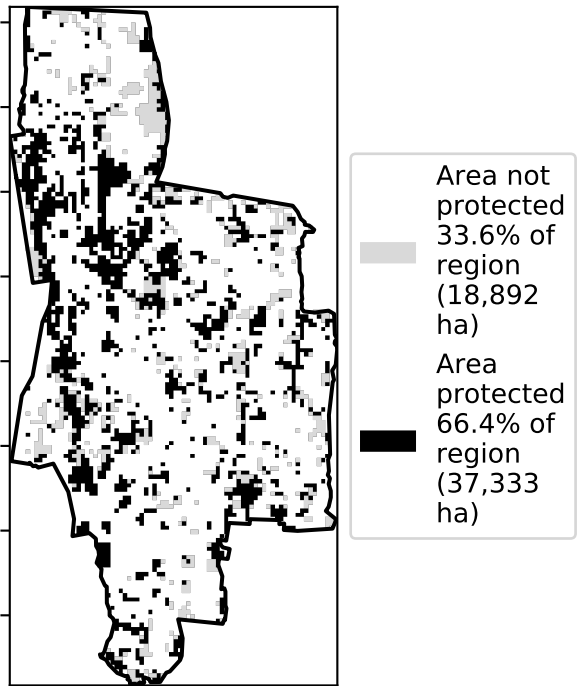 Area not
protected
33.6% of
region
(18,892
ha)
Area
protected
66.4% of
region
(37,333
ha)